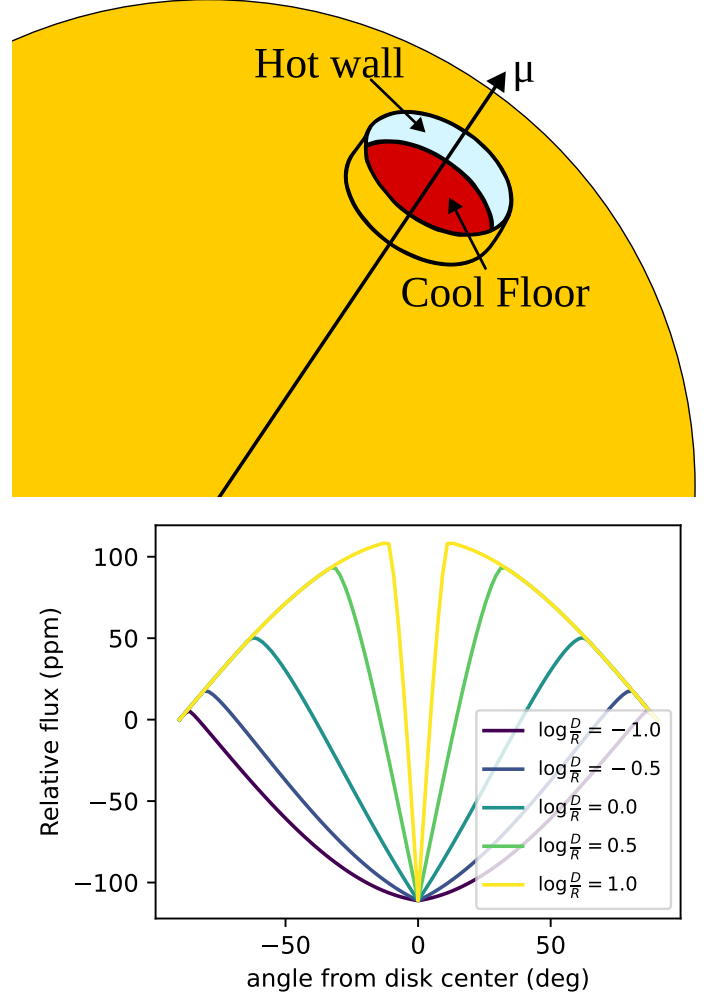 Hot wall
μ
Cool Floor
Relative flux (ppm)
100
50
0
−50
−100
log D/R = −1.0
log D/R = −0.5
log D/R = 0.0
log D/R = 0.5
log D/R = 1.0
−50 0 50
angle from disk center (deg)